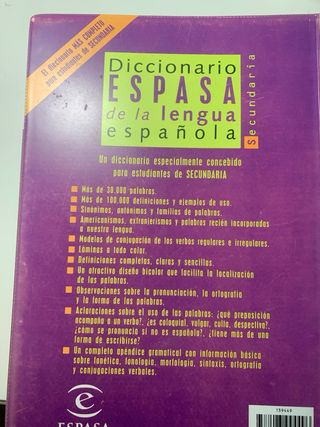 El diccionario MÁS COMPLETO
para estudiantes de SECUNDARIA
Diccionario
ESPASA
de la lengua
española
Secundaria
Un diccionario especialmente concebido
para estudiantes de SECUNDARIA
Más de 30.000 palabras.
Más de 100.000 definiciones y ejemplos de uso.
Sinónimos, antónimos y familias de palabras.
Americanismos, extranjerismos y palabras recién incorporadas
a nuestra lengua.
Modelos de conjugación de los verbos regulares e irregulares.
Láminas a todo color.
Definiciones completas, claras y sencillas.
Un atractivo diseño bicolor que facilita la localización
de las palabras.
Observaciones sobre la pronunciación, la ortografía
y la forma de las palabras.
Aclaraciones sobre el uso de las palabras: ¿qué preposición
acompaña a un verbo?, ¿es coloquial, vulgar, culto, despectivo?,
¿cómo se pronuncia si no es español?, ¿tiene más de una
forma de escribirse?
Un completo apéndice gramatical con información básica
sobre fonética, fonología, morfología, sintaxis, ortografía
y conjugaciones verbales.
e
ESPASA
139449